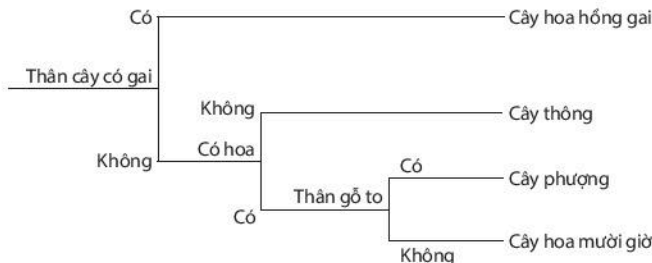 Có
Cây hoa hồng gai
Thân cây có gai
Không
Cây thông
Không
Có hoa
Có
Cây phượng
Thân gỗ to
Có
Không
Cây hoa mười giờ